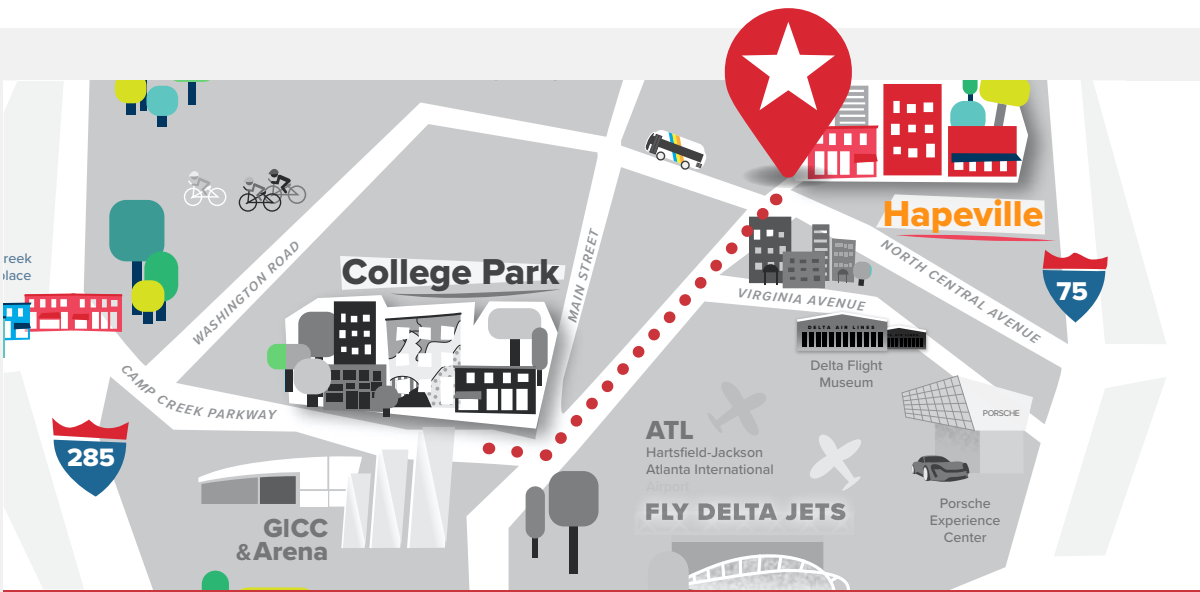 Hapeville
NORTH CENTRAL AVENUE
75
College Park
WASHINGTON ROAD
MAIN STREET
VIRGINIA AVENUE
DELTA AIR LINES
Delta Flight
Museum
reek
place
CAMP CREEK PARKWAY
285
PORSCHE
ATL
Hartsfield-Jackson
Atlanta International
Airport
FLY DELTA JETS
Porsche
Experience
Center
GICC
&Arena